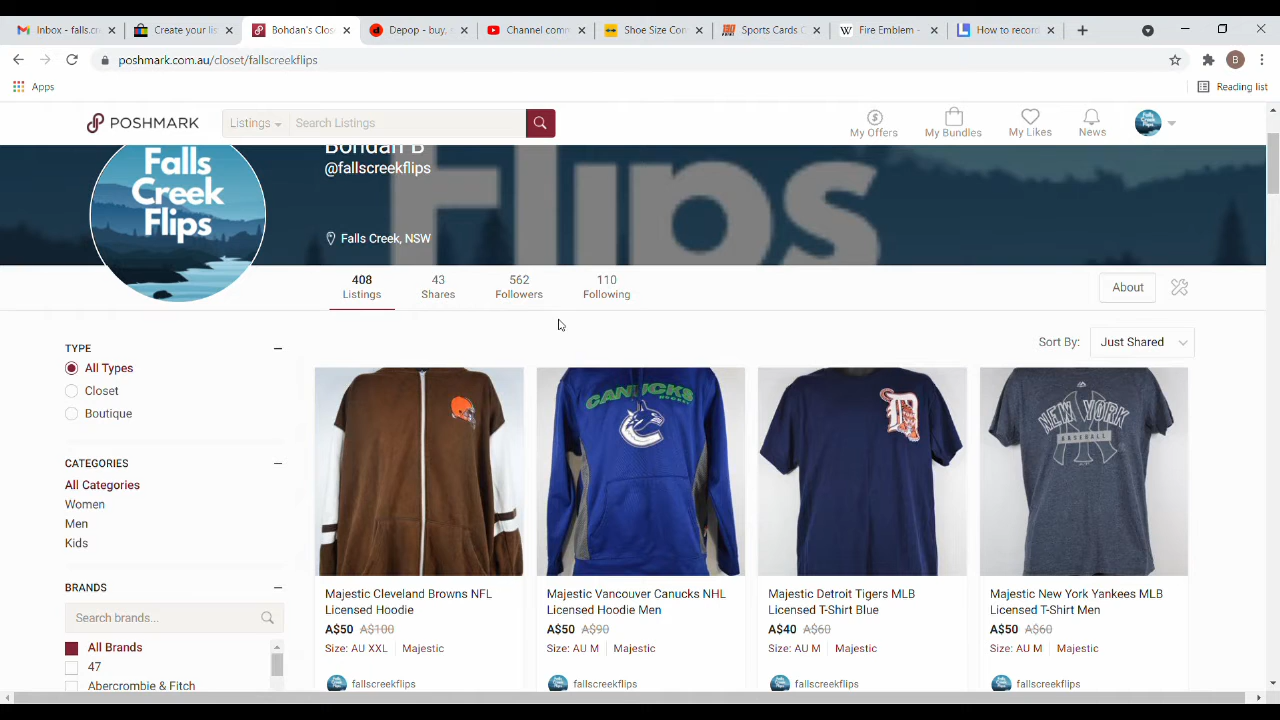 Inbox - falls.cr
Create your lis
Bohdan's Clos
Depop - buy,
Channel com
Shoe Size Con
Sports Cards
Fire Emblem -
How to record
poshmark.com.au/closet/fallscreekflips
B
Apps
Reading list
POSHMARK
Listings
Search Listings
My Offers
My Bundles
My Likes
News
Falls
Creek
Flips
Bohdan B
@fallscreekflips
Flips
Falls Creek, NSW
408
Listings
43
Shares
562
Followers
110
Following
About
Sort By:
Just Shared
TYPE
All Types
Closet
Boutique
CATEGORIES
All Categories
Women
Men
Kids
BRANDS
Search brands...
All Brands
47
Abercrombie & Fitch
CANUCKS
HOCKEY
NEW YORK
BASEBALL
Majestic Cleveland Browns NFL
Licensed Hoodie
A$50 A$100
Size: AU XXL Majestic
fallscreekflips
Majestic Vancouver Canucks NHL
Licensed Hoodie Men
A$50 A$90
Size: AU M Majestic
fallscreekflips
Majestic Detroit Tigers MLB
Licensed T-Shirt Blue
A$40 A$60
Size: AU M Majestic
fallscreekflips
Majestic New York Yankees MLB
Licensed T-Shirt Men
A$50 A$60
Size: AU M Majestic
fallscreekflips